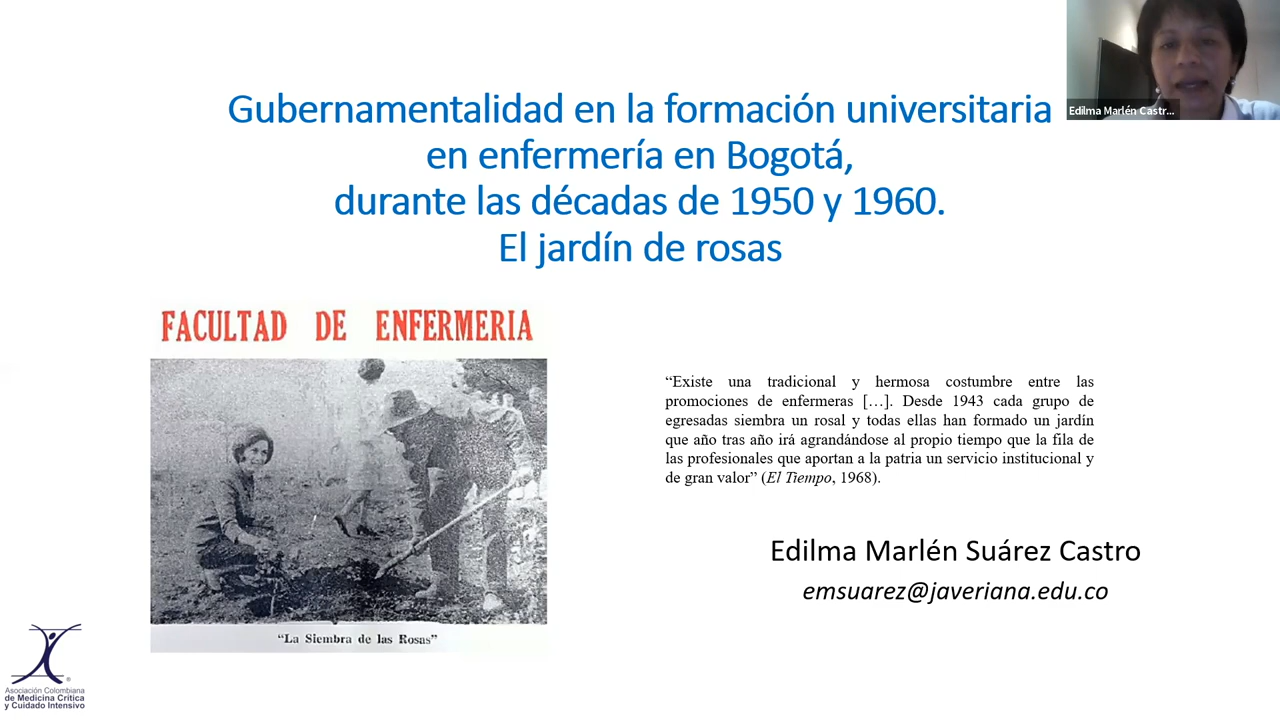 Gubernamentalidad en la formación universitaria
en enfermería en Bogotá,
durante las décadas de 1950 y 1960.
El jardín de rosas
Edilma Marlén Castr...
FACULTAD DE ENFERMERIA
“La Siembra de las Rosas”
“Existe una tradicional y hermosa costumbre entre las
promociones de enfermeras […]. Desde 1943 cada grupo de
egresadas siembra un rosal y todas ellas han formado un jardín
que año tras año irá agrandándose al propio tiempo que la fila de
las profesionales que aportan a la patria un servicio institucional y
de gran valor” (El Tiempo, 1968).
Edilma Marlén Suárez Castro
emsuarez@javeriana.edu.co
Asociación Colombiana
de Medicina Crítica
y Cuidado Intensivo